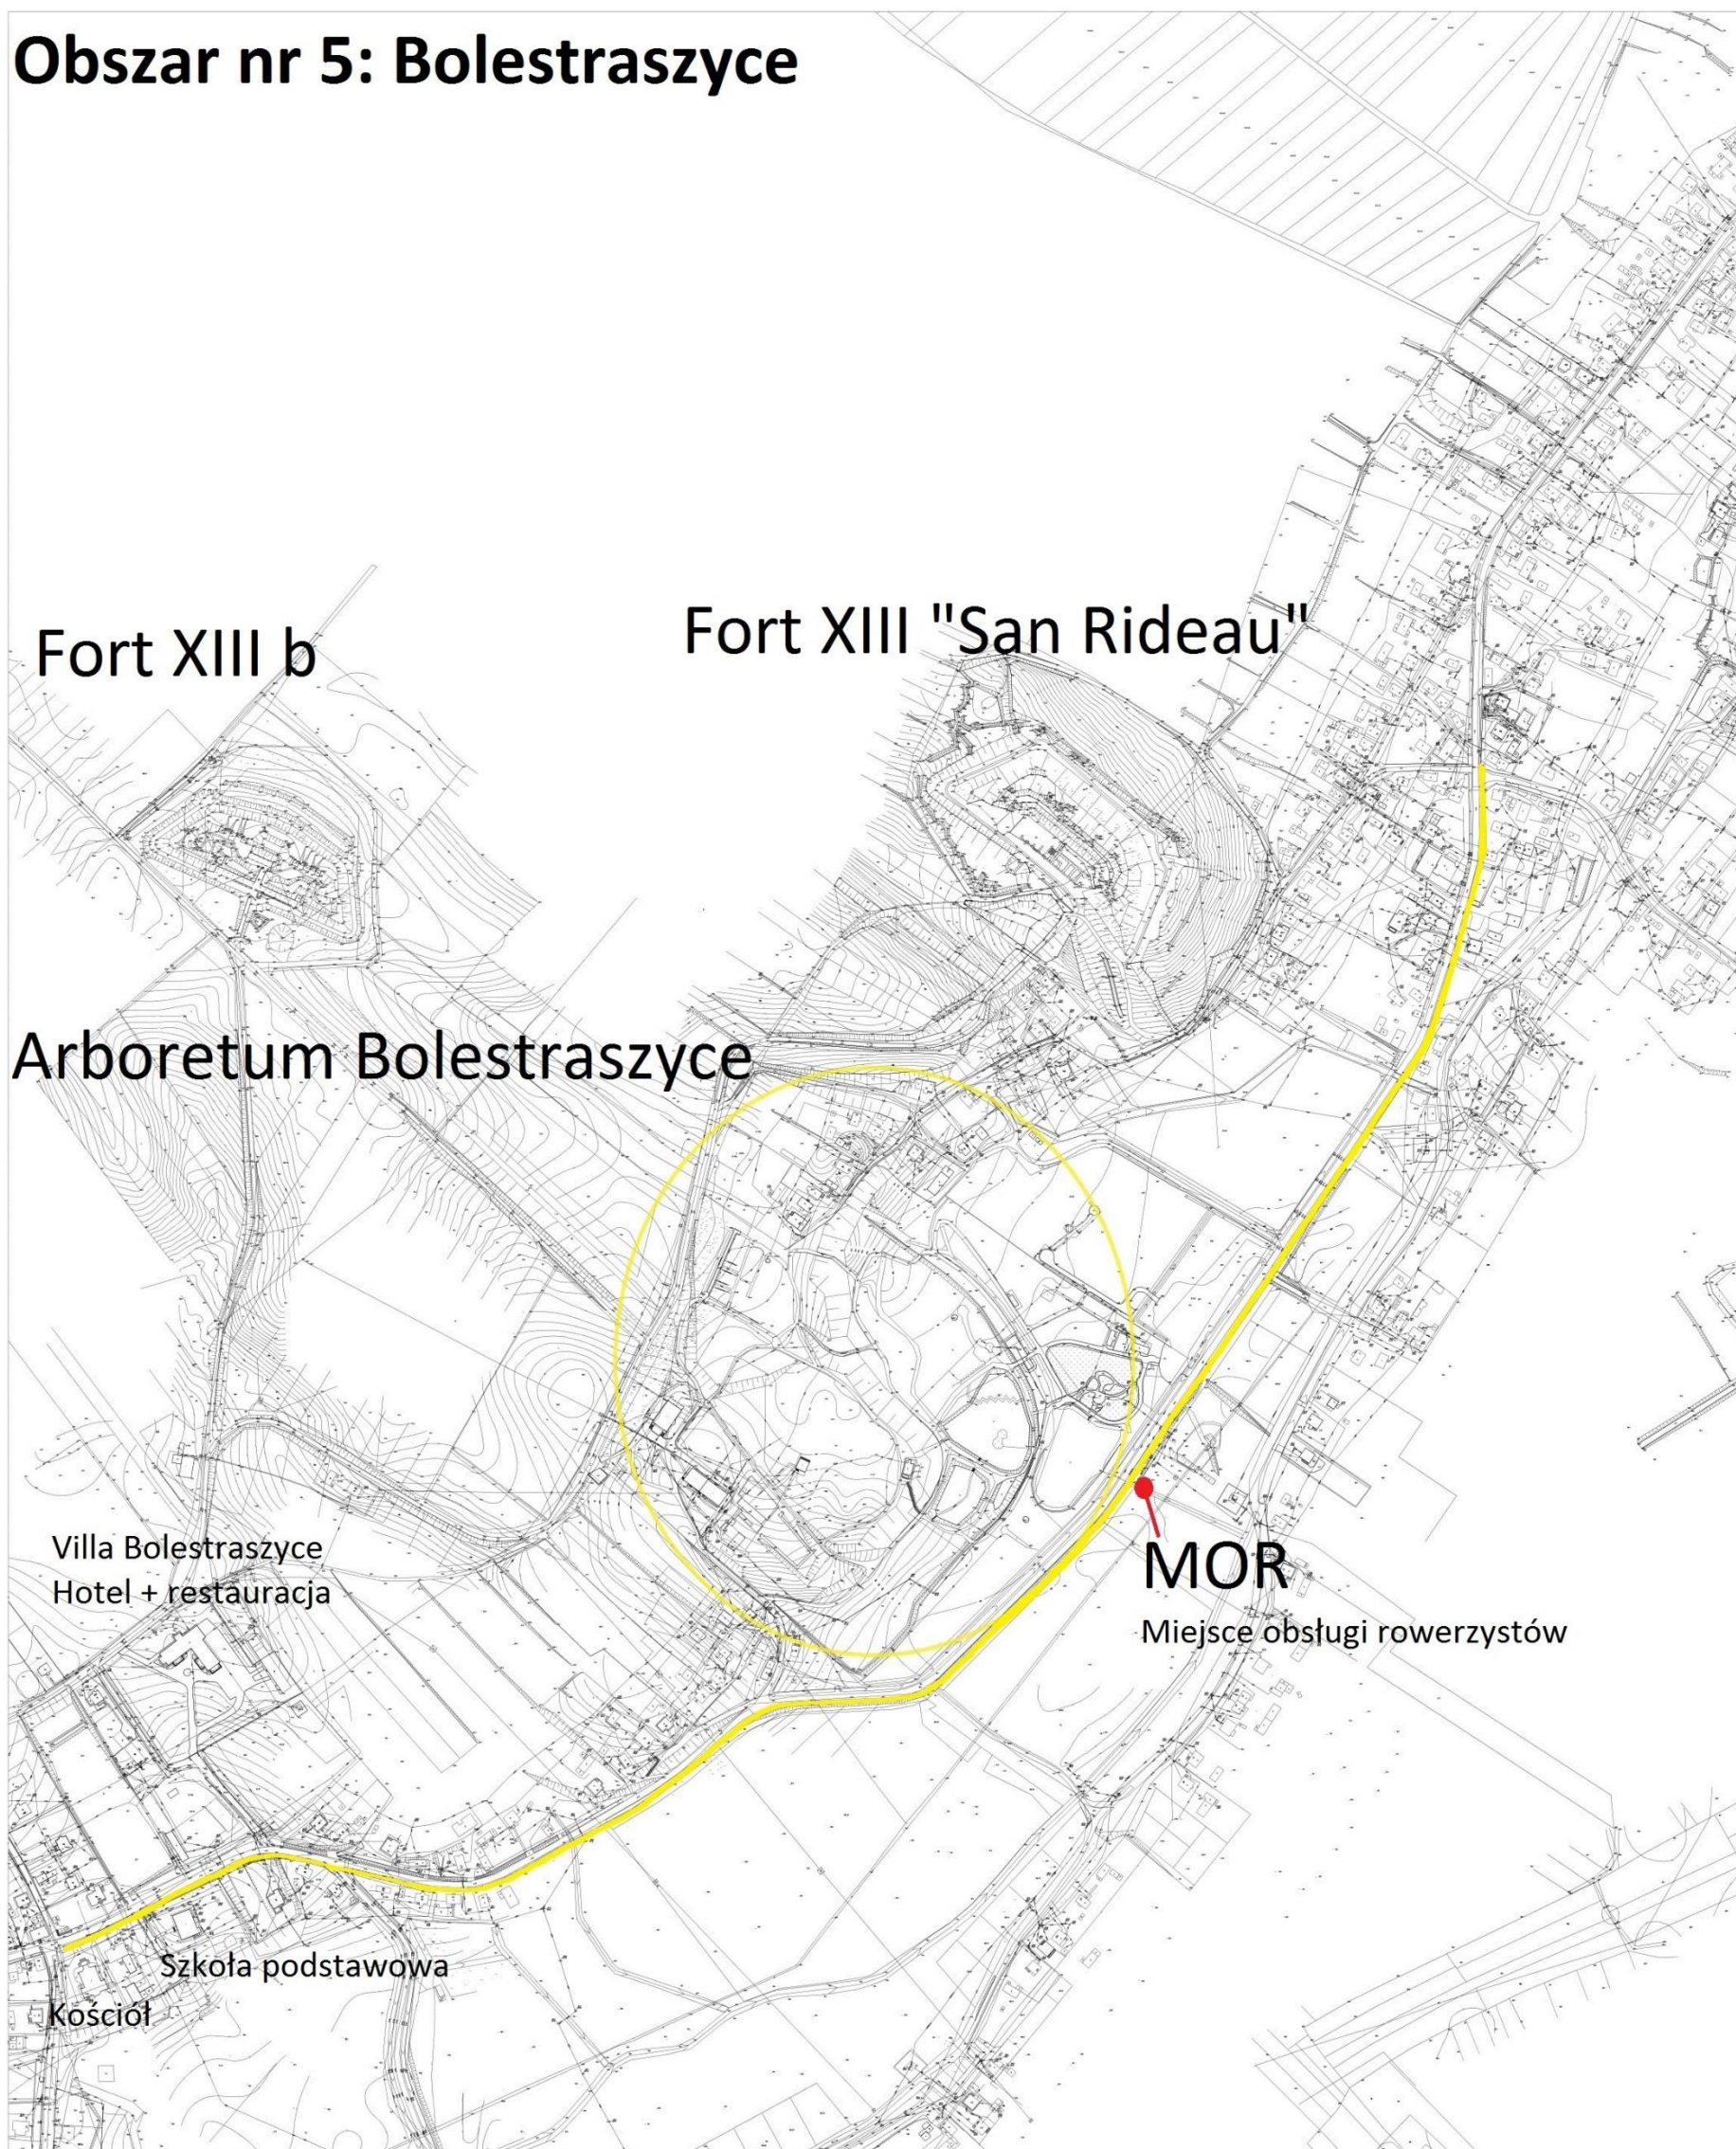 Obszar nr 5: Bolestraszyce
Fort XIII b
Fort XIII "San Rideau"
Arboretum Bolestraszyce
Villa Bolestraszyce
Hotel + restauracja
MOR
Miejsce obsługi rowerzystów
Szkoła podstawowa
Kościół